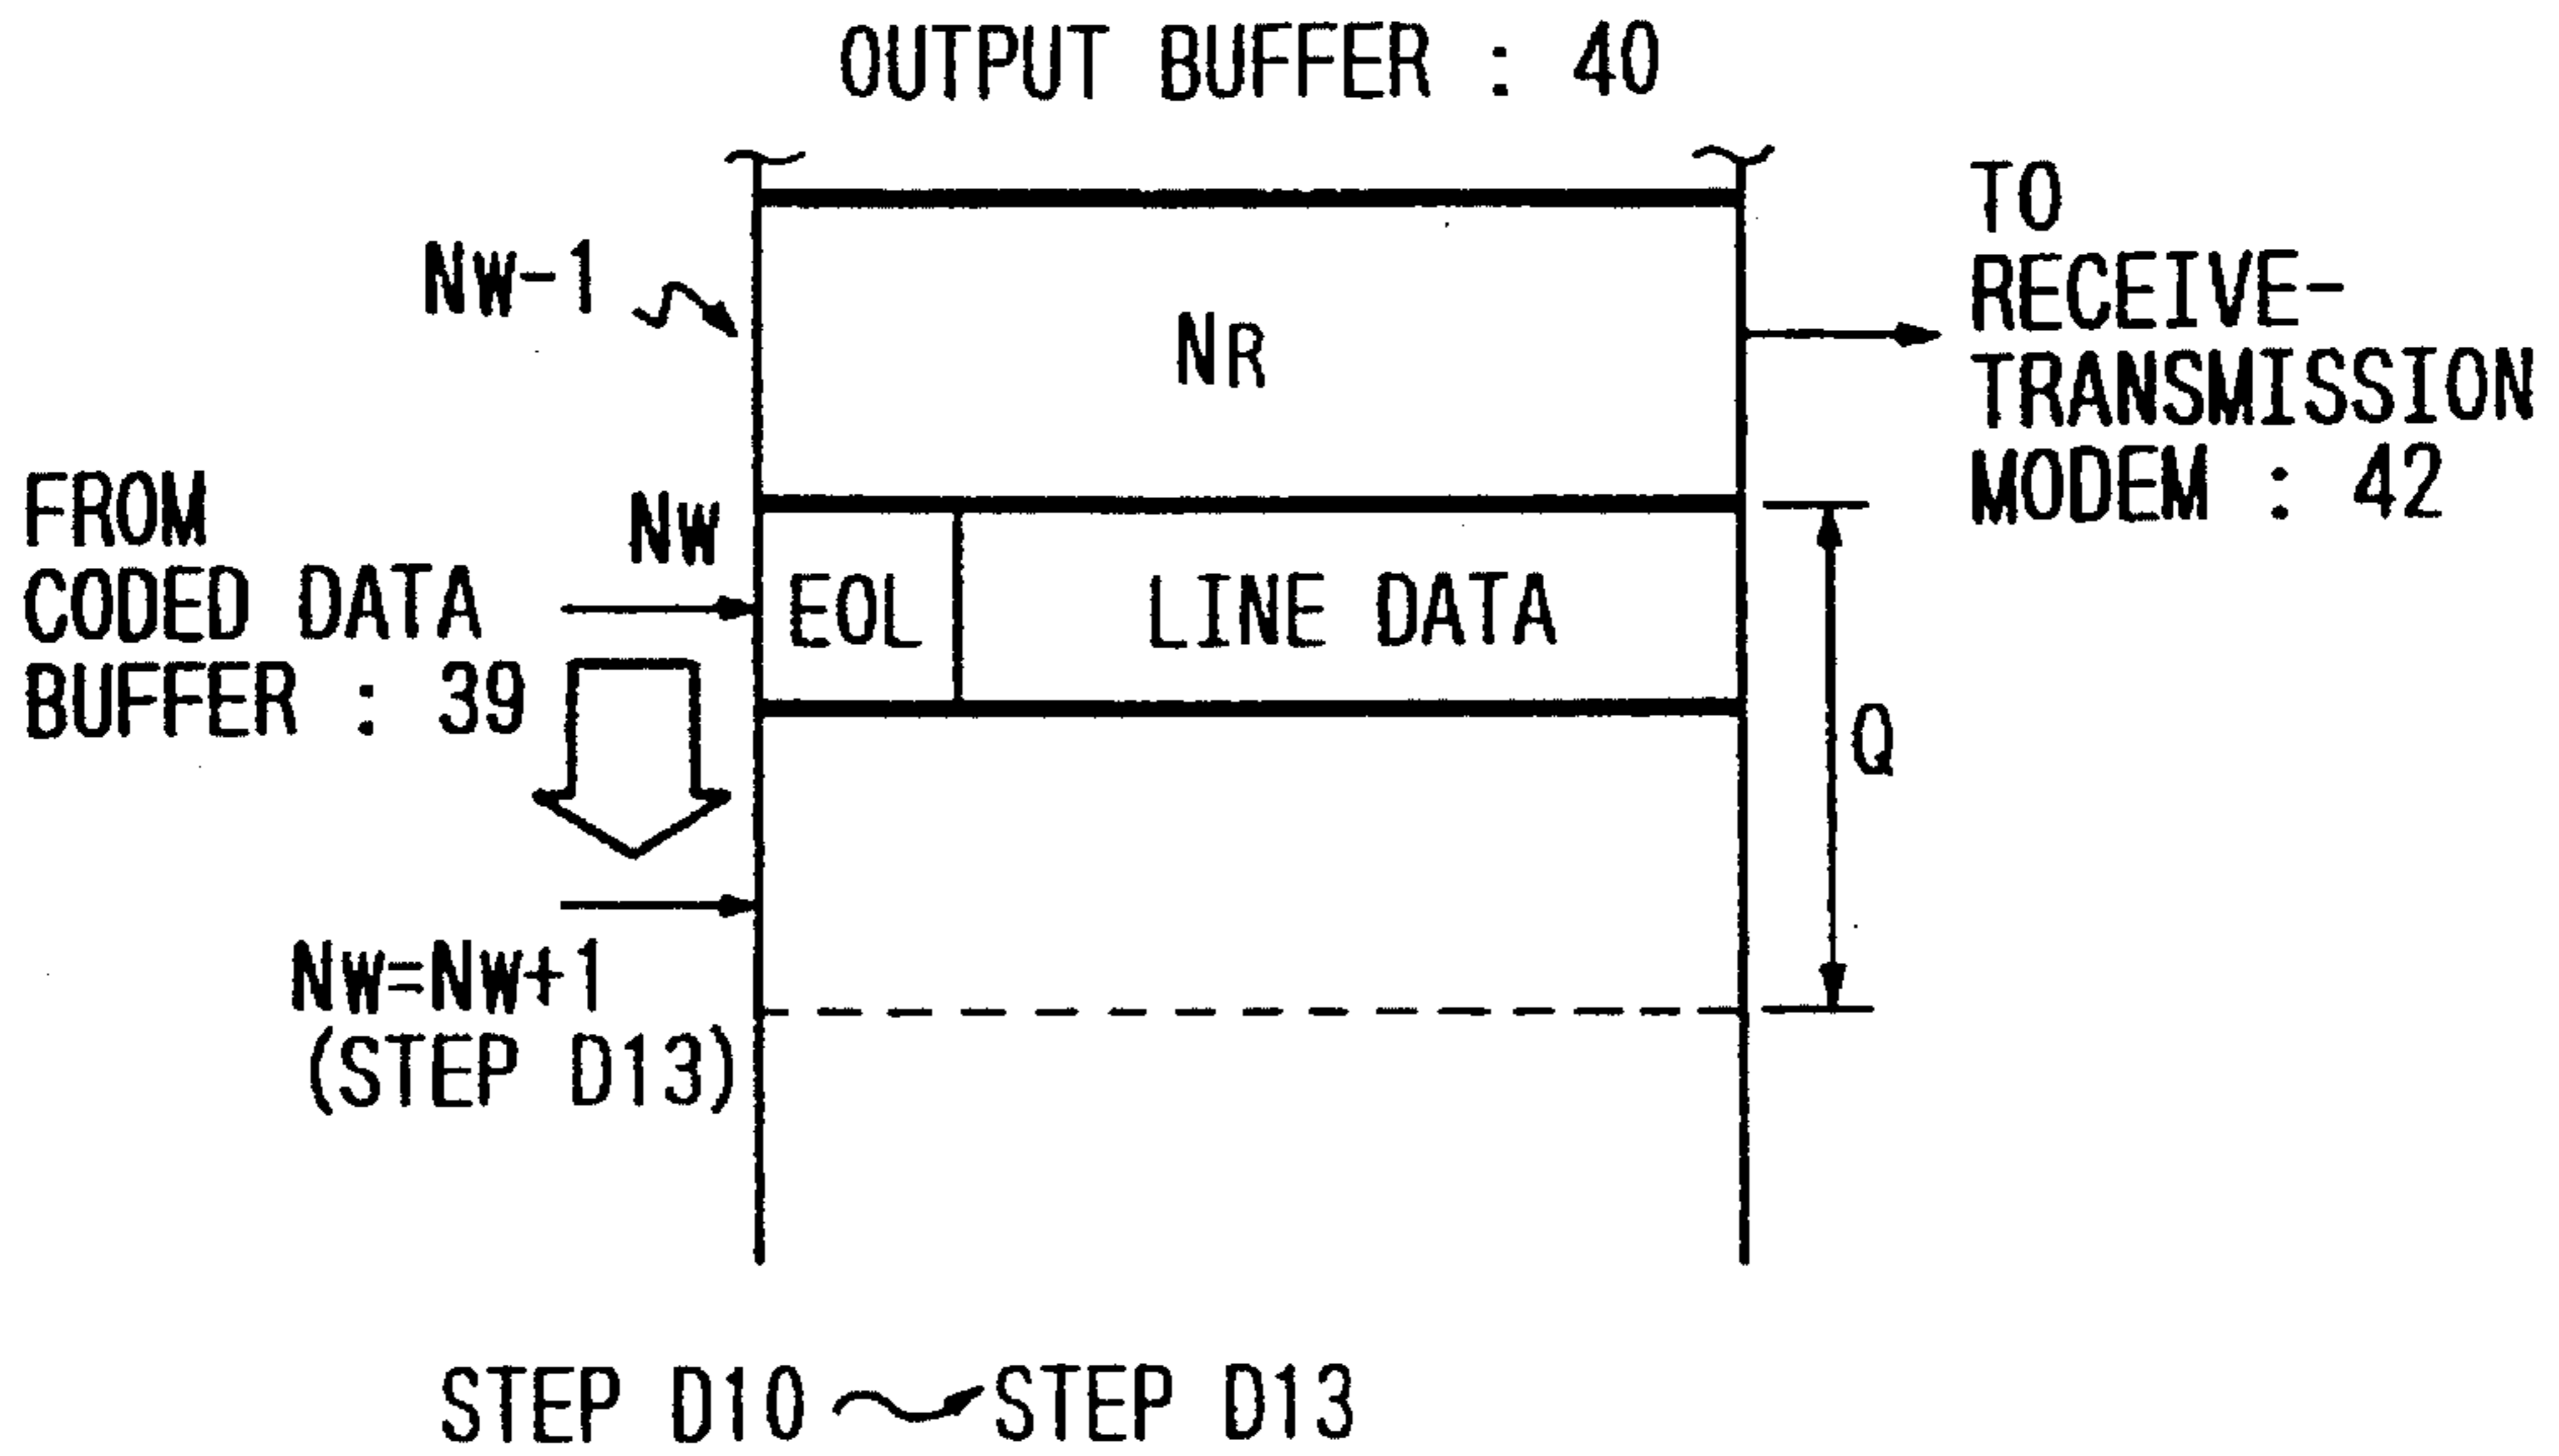 OUTPUT BUFFER : 40
NW-1
NR
TO
RECEIVE-
TRANSMISSION
MODEM : 42
FROM
CODED DATA
BUFFER : 39
NW
EOL
LINE DATA
Q
NW=NW+1
(STEP D13)
STEP D10
STEP D13